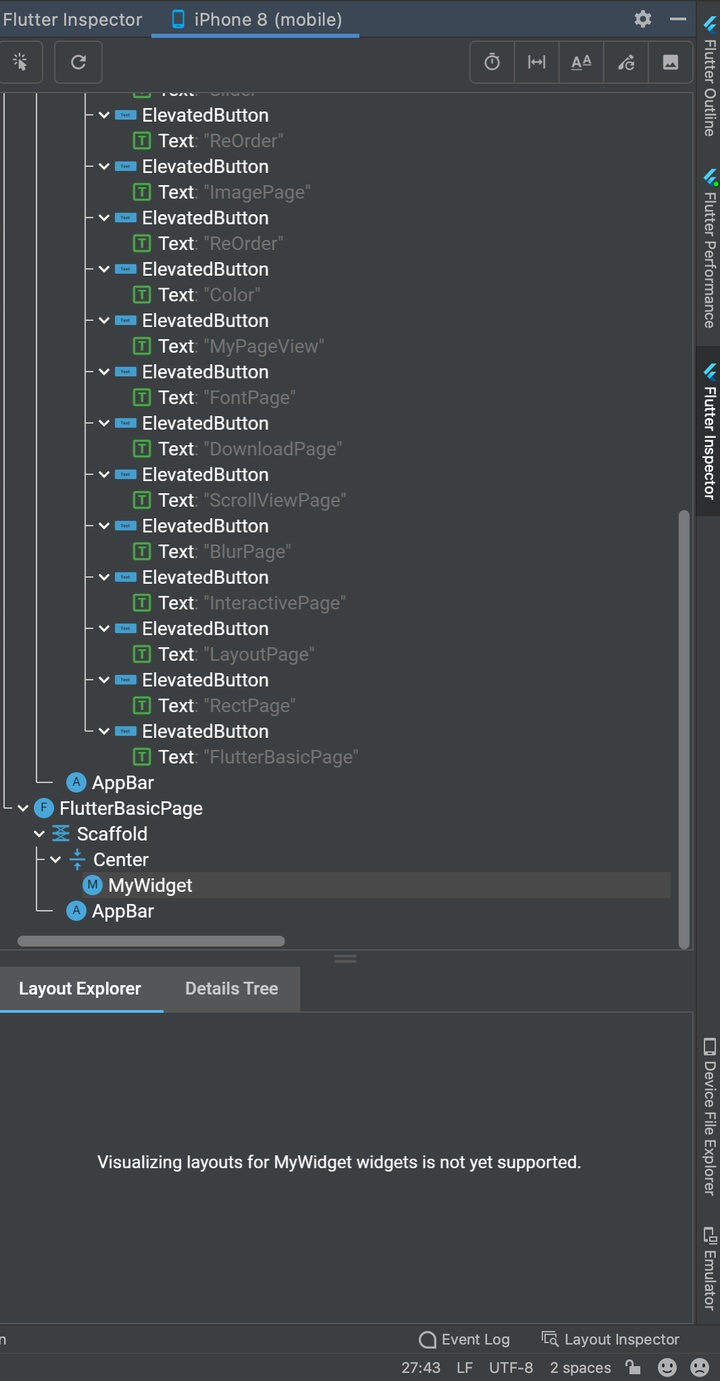 Flutter Inspector
iPhone 8 (mobile)
ElevatedButton
Text: "ReOrder"
ElevatedButton
Text: "ImagePage"
ElevatedButton
Text: "ReOrder"
ElevatedButton
Text: "Color"
ElevatedButton
Text: "MyPageView"
ElevatedButton
Text: "FontPage"
ElevatedButton
Text: "DownloadPage"
ElevatedButton
Text: "ScrollViewPage"
ElevatedButton
Text: "BlurPage"
ElevatedButton
Text: "InteractivePage"
ElevatedButton
Text: "LayoutPage"
ElevatedButton
Text: "RectPage"
ElevatedButton
Text: "FlutterBasicPage"
AppBar
FlutterBasicPage
Scaffold
Center
MyWidget
AppBar
Layout Explorer
Details Tree
Visualizing layouts for MyWidget widgets is not yet supported.
Flutter Outline
Flutter Performance
Flutter Inspector
Device File Explorer
Emulator
Event Log
Layout Inspector
27:43 LF UTF-8 2 spaces